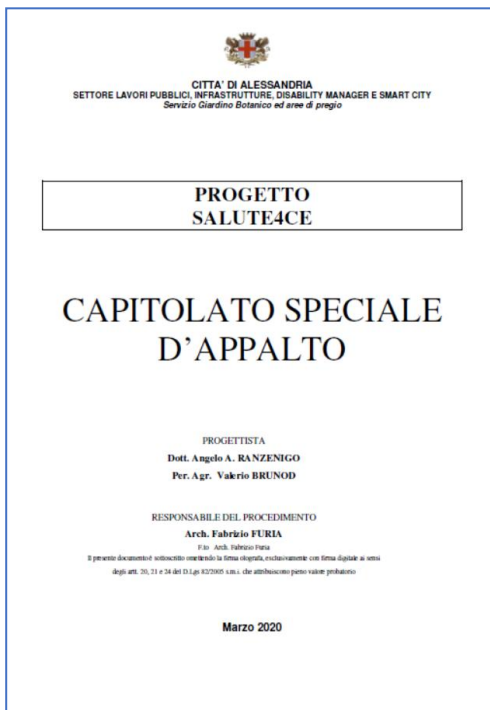 CITTA' DI ALESSANDRIA
SETTORE LAVORI PUBBLICI, INFRASTRUTTURE, DISABILITY MANAGER E SMART CITY
Servizio Giardino Botanico ed aree di pregio
PROGETTO
SALUTE4CE
CAPITOLATO SPECIALE
D'APPALTO
PROGETTISTA
Dott. Angelo A. RANZENIGO
Per. Agr. Valerio BRUNOD
RESPONSABILE DEL PROCEDIMENTO
Arch. Fabrizio FURIA
F.to Arch. Fabrizio Furia
Il presente documento è sottoscritto omettendo la firma olografa, esclusivamente con firma digitale ai sensi
degli artt. 20, 21 e 24 del D.Lgs 82/2005 s.m.i. che attribuiscono pieno valore probatorio
Marzo 2020